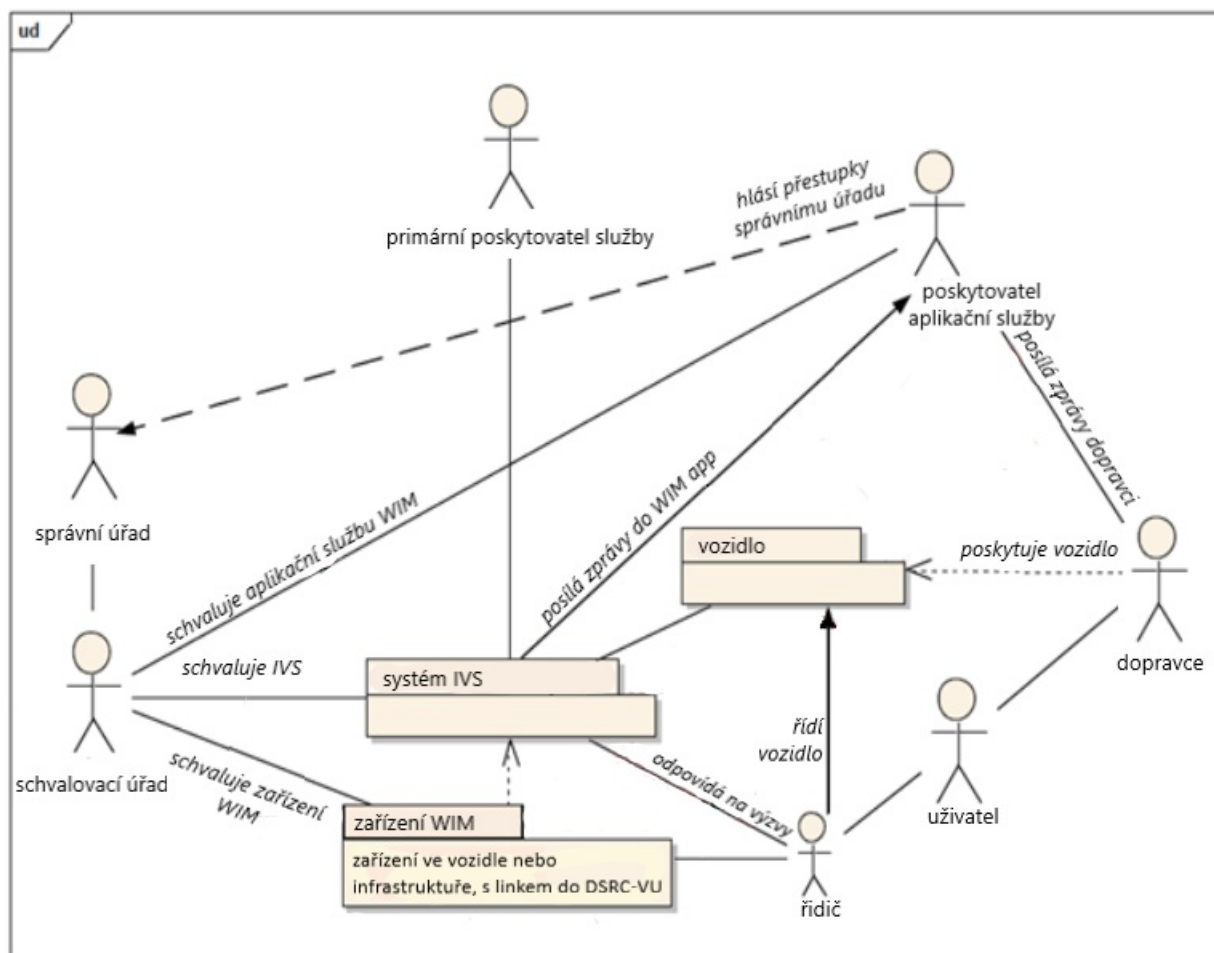 ud
primární poskytovatel služby
hlásí přestupky
správnímu úřadu
poskytovatel
aplikační služby
posílá zprávy dopravci
správní úřad
schvaluje aplikační službu WIM
posílá zprávy do WIM app
vozidlo
poskytuje vozidlo
dopravce
schvaluje IVS
systém IVS
schvalovací úřad
schvaluje zařízení
WIM
odpovídá na výzvy
řídí
vozidlo
uživatel
zařízení WIM
zařízení ve vozidle nebo
infrastruktuře, s linkem do DSRC-VU
řidič